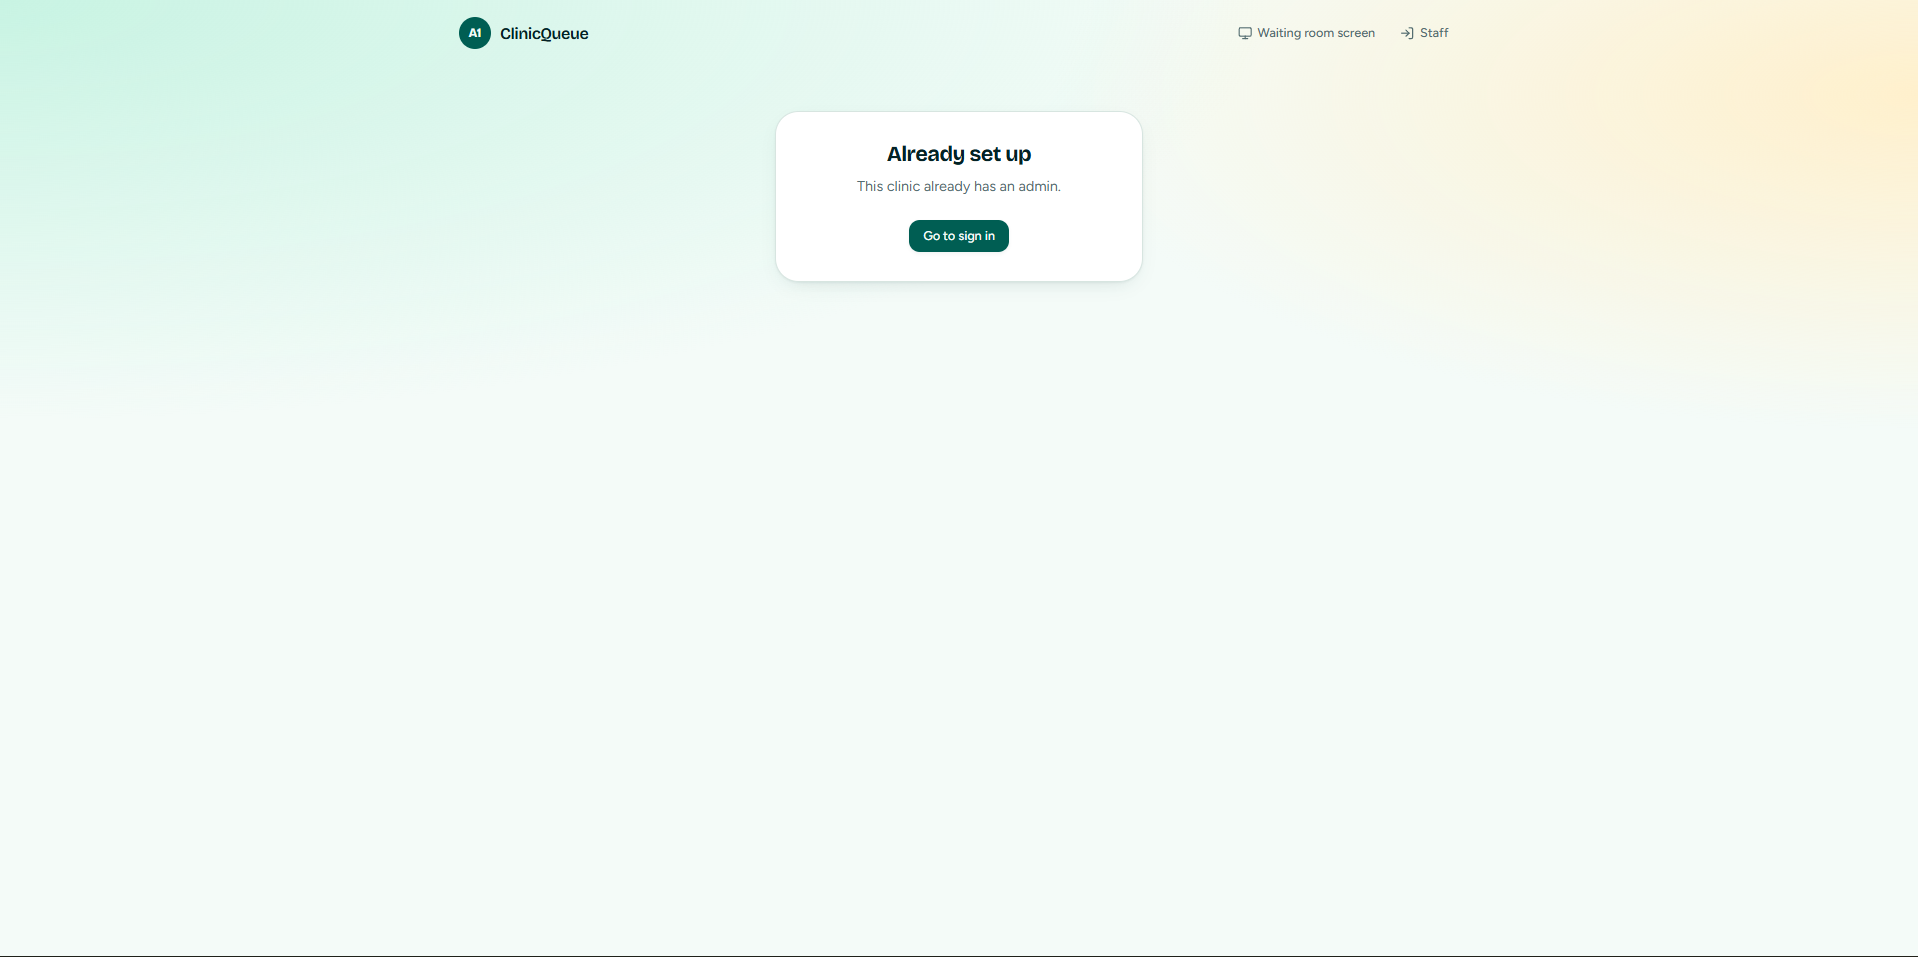 A1 ClinicQueue
Waiting room screen
Staff
Already set up
This clinic already has an admin.
Go to sign in